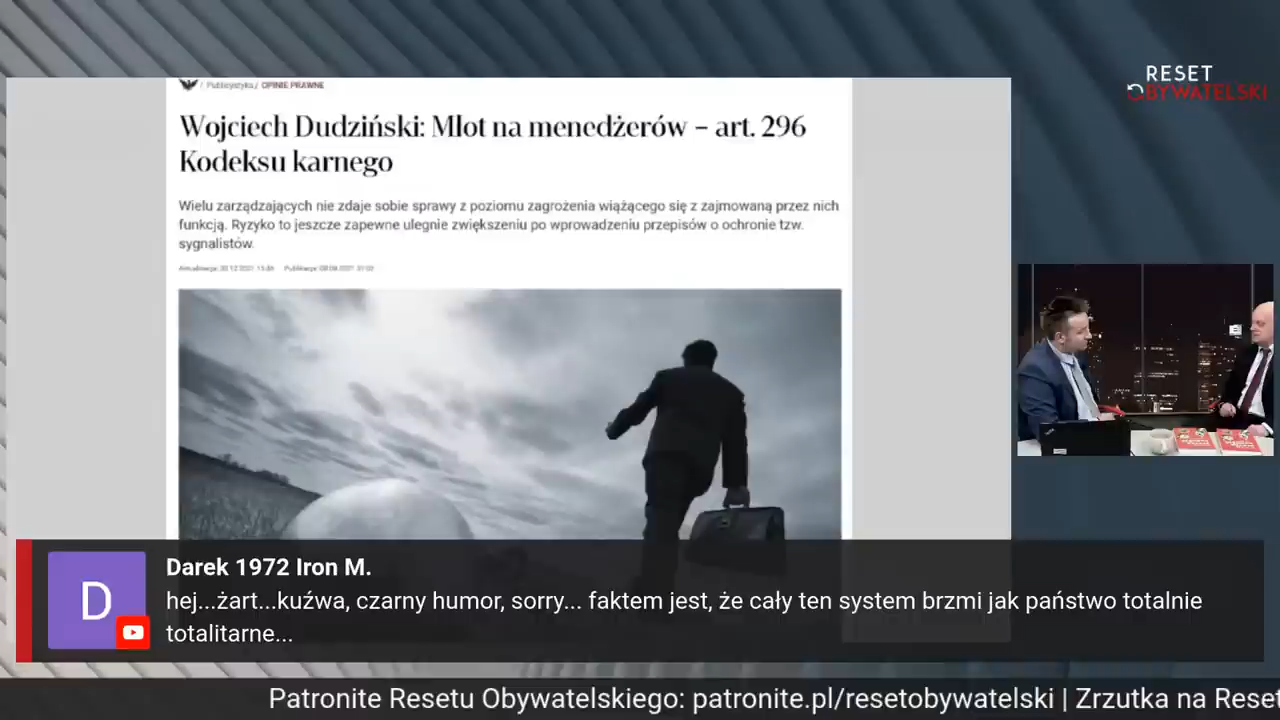 RESET
OBYWATELSKI
/ Publicystyka / OPINIE PRAWNE
Wojciech Dudziński: Młot na menedżerów – art. 296
Kodeksu karnego
Wielu zarządzających nie zdaje sobie sprawy z poziomu zagrożenia wiążącego się z zajmowaną przez nich
funkcją. Ryzyko to jeszcze zapewne ulegnie zwiększeniu po wprowadzeniu przepisów o ochronie tzw.
sygnalistów.
D
Darek 1972 Iron M.
hej...żart...kuźwa, czarny humor, sorry... faktem jest, że cały ten system brzmi jak państwo totalnie
totalitarne...
Patronite Resetu Obywatelskiego: patronite.pl/resetobywatelski | Zrzutka na Reset